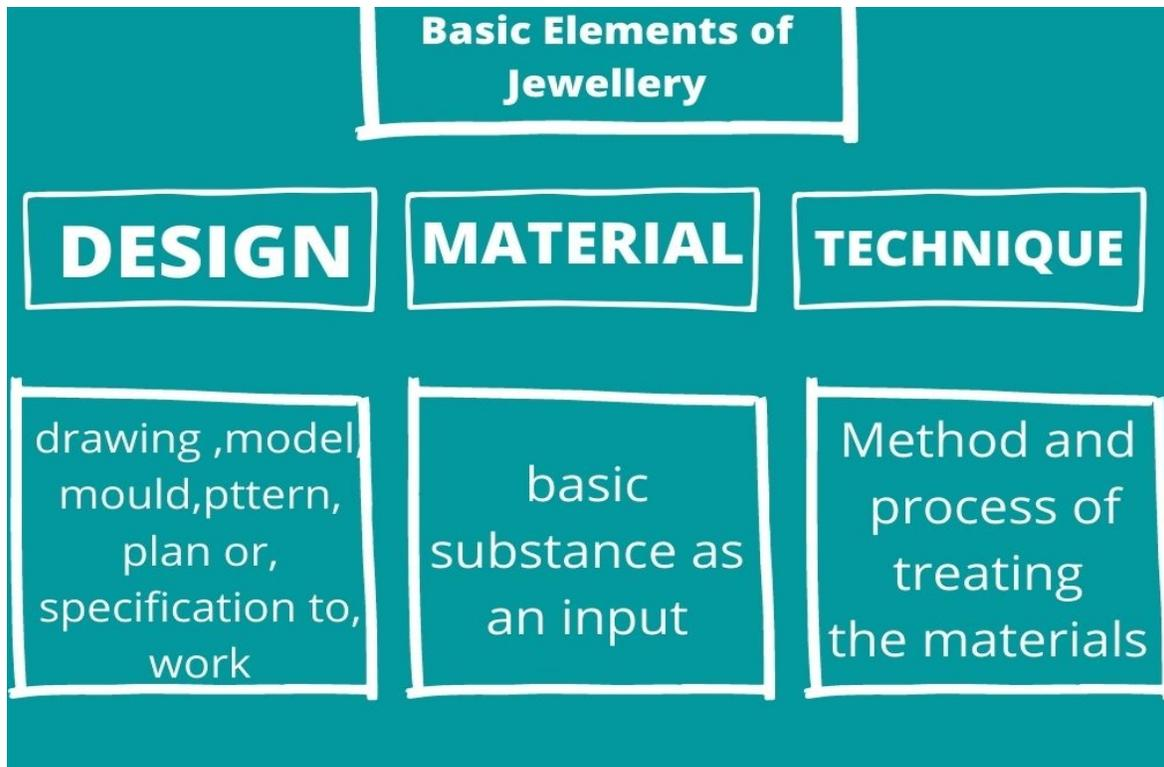 Basic Elements of
Jewellery
DESIGN
MATERIAL
TECHNIQUE
drawing ,model,
mould,pttern,
plan or,
specification to,
work
basic
substance as
an input
Method and
process of
treating
the materials